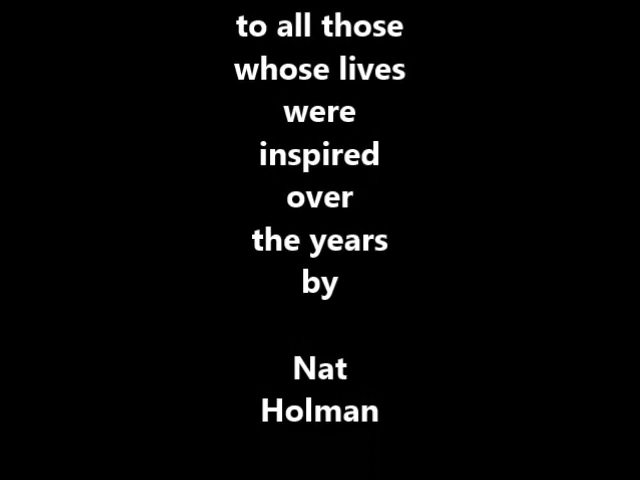 to all those
whose lives
were
inspired
over
the years
by
Nat
Holman